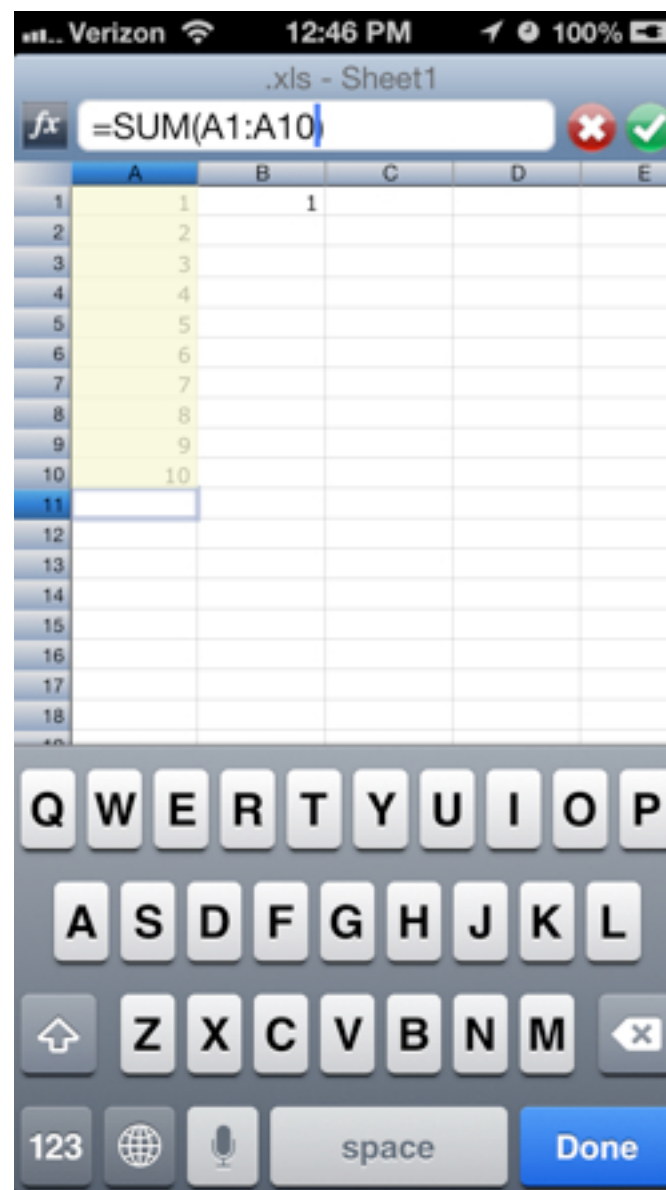 .. Verizon 12:46 PM 100%
.xls - Sheet1
fx =SUM(A1:A10)
A B C D E
1 1 1
2 2
3 3
4 4
5 5
6 6
7 7
8 8
9 9
10 10
11
12
13
14
15
16
17
18
Q W E R T Y U I O P
A S D F G H J K L
Z X C V B N M
123 space Done